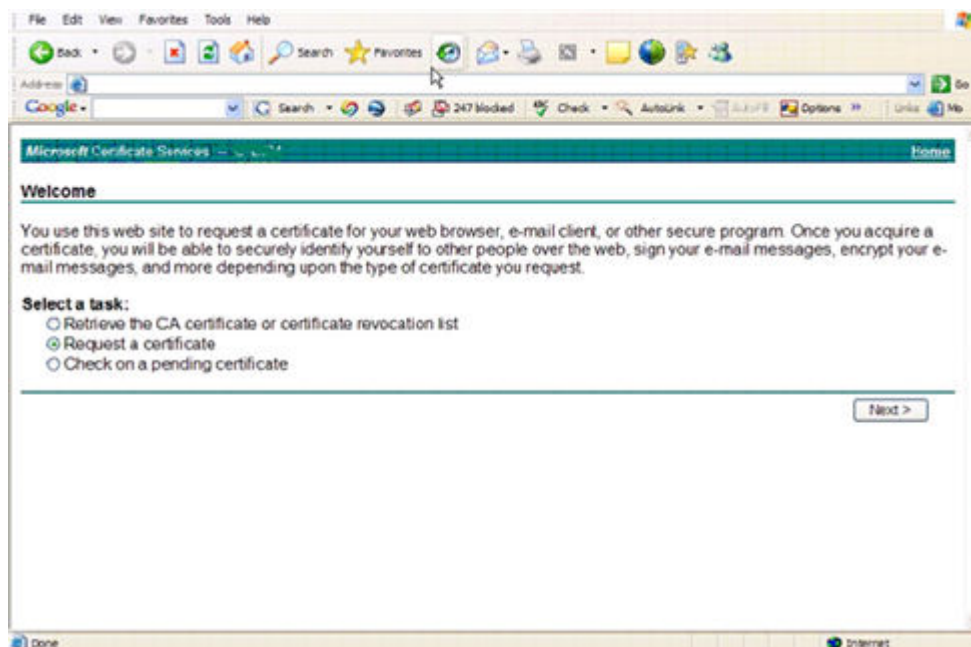 File Edit View Favorites Tools Help
Back Search Favorites
Address Go
Google Search 247 blocked Check AutoLink AutoFill Options Links Mo
Microsoft Certificate Services -- Home
Welcome
You use this web site to request a certificate for your web browser, e-mail client, or other secure program. Once you acquire a
certificate, you will be able to securely identify yourself to other people over the web, sign your e-mail messages, encrypt your e-
mail messages, and more depending upon the type of certificate you request.
Select a task:
Retrieve the CA certificate or certificate revocation list
Request a certificate
Check on a pending certificate
Next >
Done Internet